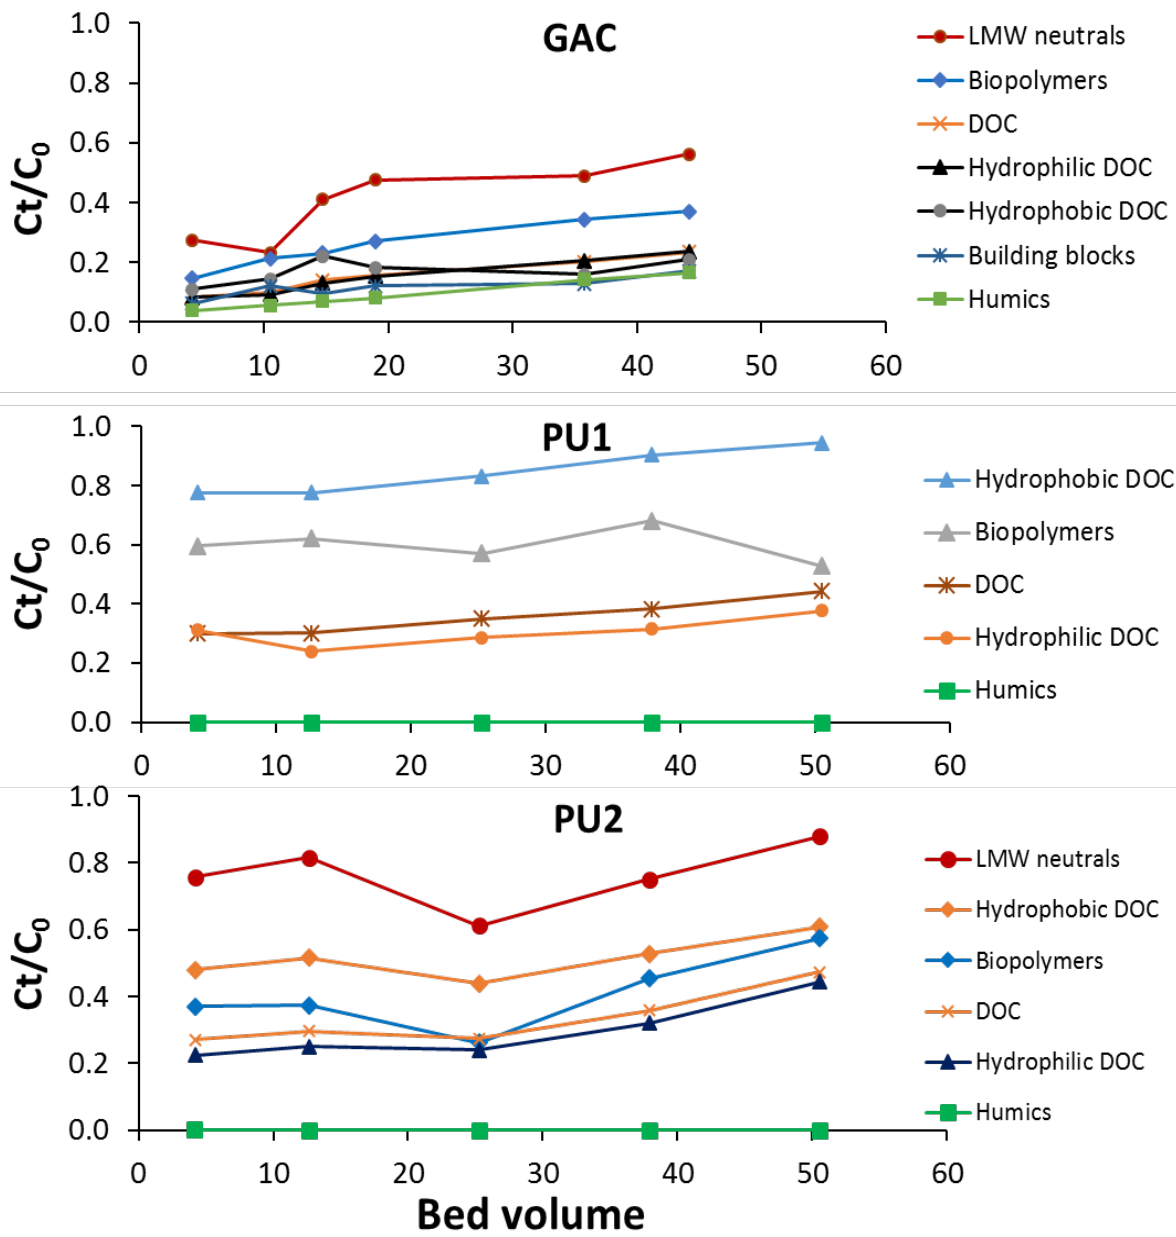 GAC
Ct/C₀
1.0
0.8
0.6
0.4
0.2
0.0
0 10 20 30 40 50 60
LMW neutrals
Biopolymers
DOC
Hydrophilic DOC
Hydrophobic DOC
Building blocks
Humics
PU1
Ct/C₀
1.0
0.8
0.6
0.4
0.2
0.0
0 10 20 30 40 50 60
Hydrophobic DOC
Biopolymers
DOC
Hydrophilic DOC
Humics
PU2
Ct/C₀
1.0
0.8
0.6
0.4
0.2
0.0
0 10 20 30 40 50 60
Bed volume
LMW neutrals
Hydrophobic DOC
Biopolymers
DOC
Hydrophilic DOC
Humics